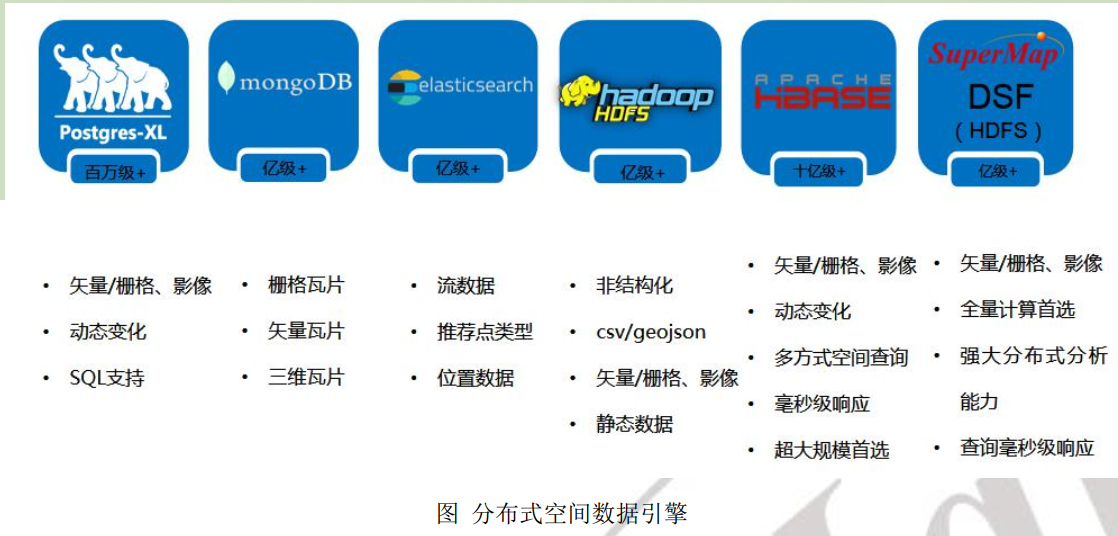 Postgres-XL
百万级+
mongoDB
亿级+
elasticsearch
亿级+
hadoop
HDFS
亿级+
APACHE
HBASE
十亿级+
SuperMap
DSF
(HDFS)
亿级+
• 矢量/栅格、影像
• 动态变化
• SQL支持
• 栅格瓦片
• 矢量瓦片
• 三维瓦片
• 流数据
• 推荐点类型
• 位置数据
• 非结构化
• csv/geojson
• 矢量/栅格、影像
• 静态数据
• 矢量/栅格、影像
• 动态变化
• 多方式空间查询
• 毫秒级响应
• 超大规模首选
• 矢量/栅格、影像
• 全量计算首选
• 强大分布式分析
能力
• 查询毫秒级响应
图 分布式空间数据引擎